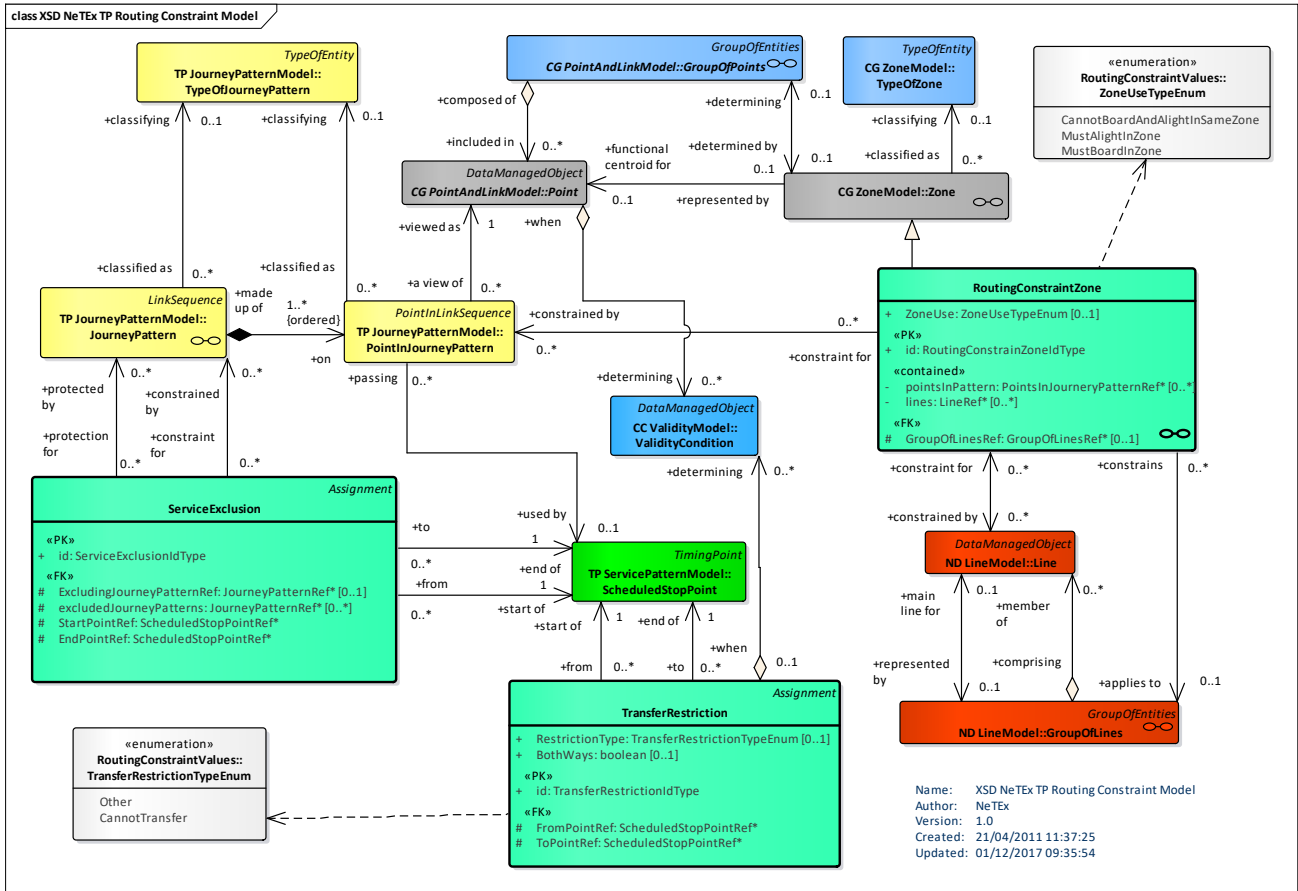 class XSD NeTEx TP Routing Constraint Model
TypeOfEntity
TP JourneyPatternModel::
TypeOfJourneyPattern
GroupOfEntities
CG PointAndLinkModel::GroupOfPoints
TypeOfEntity
CG ZoneModel::
TypeOfZone
«enumeration»
RoutingConstraintValues::
ZoneUseTypeEnum
CannotBoardAndAlightInSameZone
MustAlightInZone
MustBoardInZone
+classifying
0..1
+classifying
0..1
+composed of
+included in
0..*
+determining
0..1
+determined by
0..1
+classifying
0..1
+classified as
0..*
+functional
centroid for
0..1
0..1
+represented by
DataManagedObject
CG PointAndLinkModel::Point
CG ZoneModel::Zone
+viewed as
1
+when
+classified as
0..*
+classified as
0..*
+a view of
0..*
LinkSequence
TP JourneyPatternModel::
JourneyPattern
+made
up of
1..*
{ordered}
+on
PointInLinkSequence
TP JourneyPatternModel::
PointInJourneyPattern
+constrained by
0..*
0..*
+constraint for
RoutingConstraintZone
+ ZoneUse: ZoneUseTypeEnum [0..1]
«PK»
+ id: RoutingConstrainZoneIdType
«contained»
- pointsInPattern: PointsInJourneryPatternRef* [0..*]
- lines: LineRef* [0..*]
«FK»
# GroupOfLinesRef: GroupOfLinesRef* [0..1]
+protected
by
0..*
+constrained
by
0..*
+passing
0..*
+determining
0..*
+protection
for
0..*
+constraint
for
0..*
DataManagedObject
CC ValidityModel::
ValidityCondition
+determining
0..*
+constraint for
0..*
+constrains
0..*
+constrained by
0..*
Assignment
ServiceExclusion
«PK»
+ id: ServiceExclusionIdType
«FK»
# ExcludingJourneyPatternRef: JourneyPatternRef* [0..1]
# excludedJourneyPatterns: JourneyPatternRef* [0..*]
# StartPointRef: ScheduledStopPointRef*
# EndPointRef: ScheduledStopPointRef*
+to
1
0..*
+end of
+from
1
0..*
+start of
+used by
0..1
TimingPoint
TP ServicePatternModel::
ScheduledStopPoint
DataManagedObject
ND LineModel::Line
+start of
1
+end of
1
+from
0..*
+to
0..*
+when
0..1
+main
line for
0..1
+member
of
0..*
+represented
by
0..1
+comprising
+applies to
0..1
GroupOfEntities
ND LineModel::GroupOfLines
Assignment
TransferRestriction
+ RestrictionType: TransferRestrictionTypeEnum [0..1]
+ BothWays: boolean [0..1]
«PK»
+ id: TransferRestrictionIdType
«FK»
# FromPointRef: ScheduledStopPointRef*
# ToPointRef: ScheduledStopPointRef*
«enumeration»
RoutingConstraintValues::
TransferRestrictionTypeEnum
Other
CannotTransfer
Name: XSD NeTEx TP Routing Constraint Model
Author: NeTEx
Version: 1.0
Created: 21/04/2011 11:37:25
Updated: 01/12/2017 09:35:54